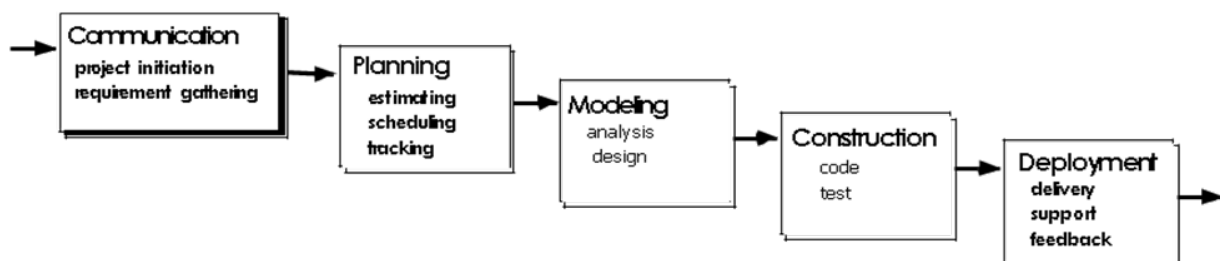 Communication
project initiation
requirement gathering
Planning
estimating
scheduling
tracking
Modeling
analysis
design
Construction
code
test
Deployment
delivery
support
feedback